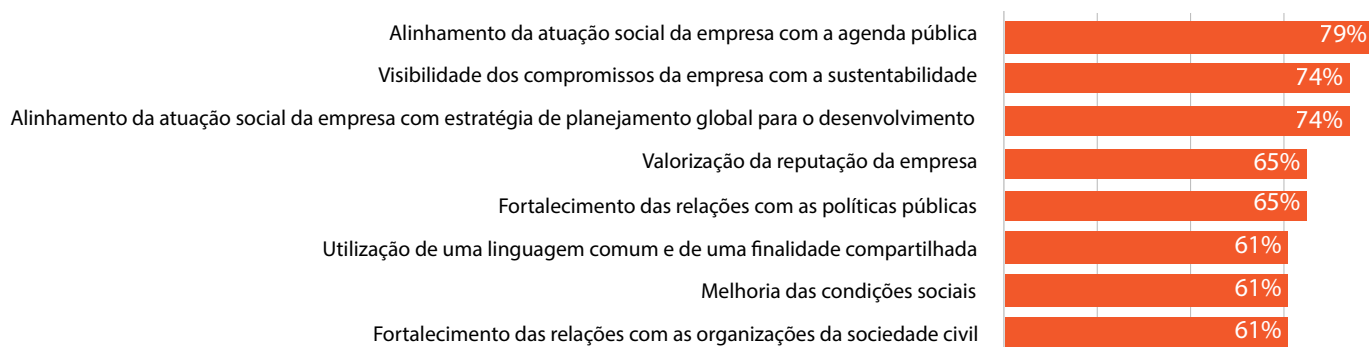 Alinhamento da atuação social da empresa com a agenda pública 79%
Visibilidade dos compromissos da empresa com a sustentabilidade 74%
Alinhamento da atuação social da empresa com estratégia de planejamento global para o desenvolvimento 74%
Valorização da reputação da empresa 65%
Fortalecimento das relações com as políticas públicas 65%
Utilização de uma linguagem comum e de uma finalidade compartilhada 61%
Melhoria das condições sociais 61%
Fortalecimento das relações com as organizações da sociedade civil 61%